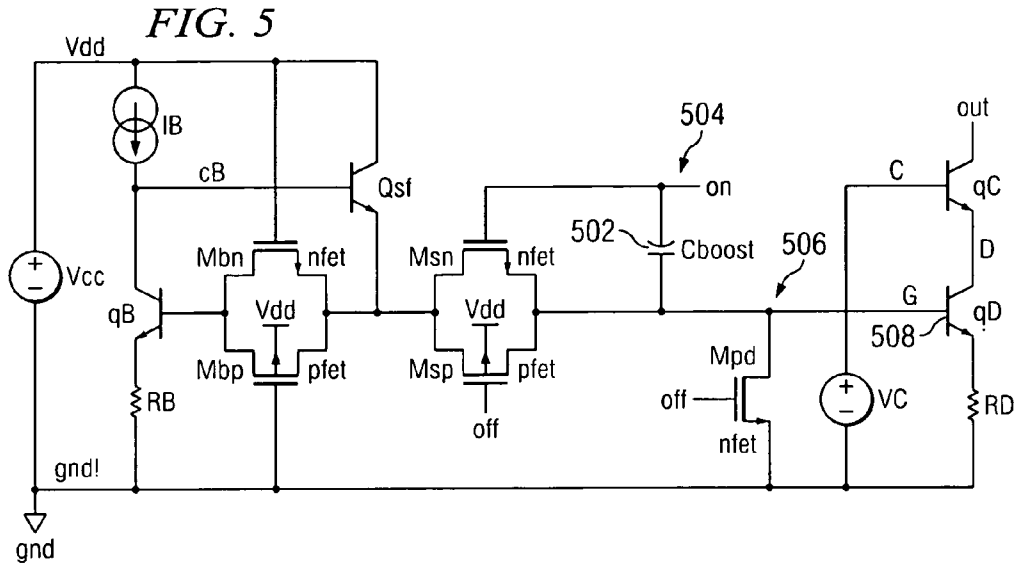 FIG. 5
Vdd
IB
504
out
cB
Qsf
on
C
qC
502
Cboost
506
D
Mbn
nfet
Msn
nfet
Vcc
Vdd
Vdd
G
qB
qD
508
Mbp
pfet
Msp
pfet
Mpd
RB
off
off
VC
RD
nfet
gnd!
gnd